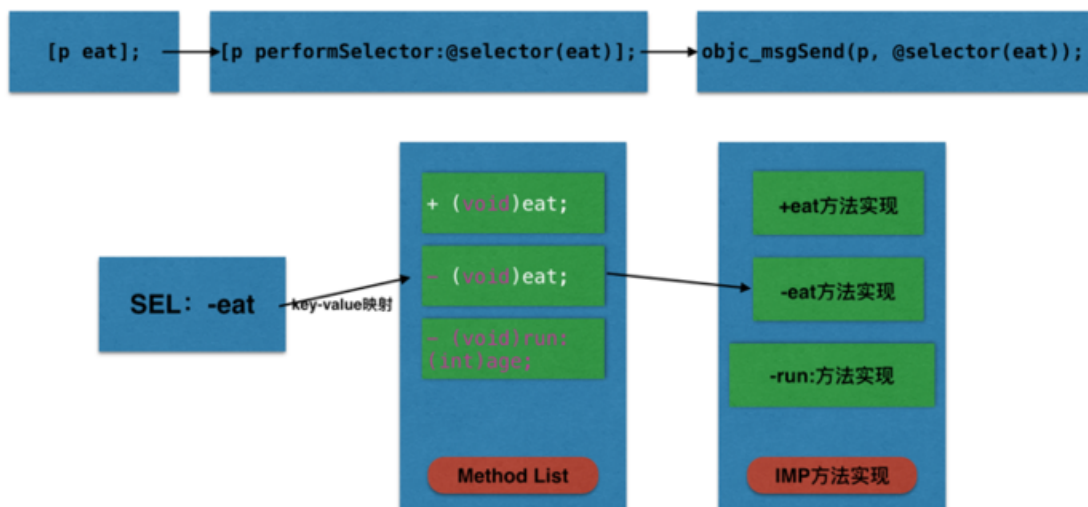 [p eat];
[p performSelector:@selector(eat)];
objc_msgSend(p, @selector(eat));
+ (void)eat;
- (void)eat;
- (void)run:
(int)age;
Method List
SEL：-eat
key-value映射
+eat方法实现
-eat方法实现
-run:方法实现
IMP方法实现